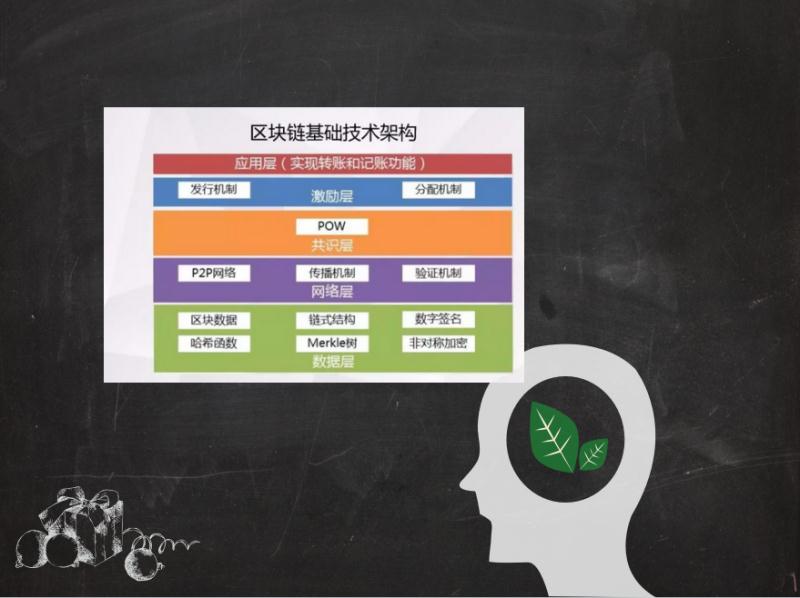 区块链基础技术架构
应用层（实现转账和记账功能）
发行机制 激励层 分配机制
POW
共识层
P2P网络 传播机制 验证机制
网络层
区块数据 链式结构 数字签名
哈希函数 Merkle树 非对称加密
数据层